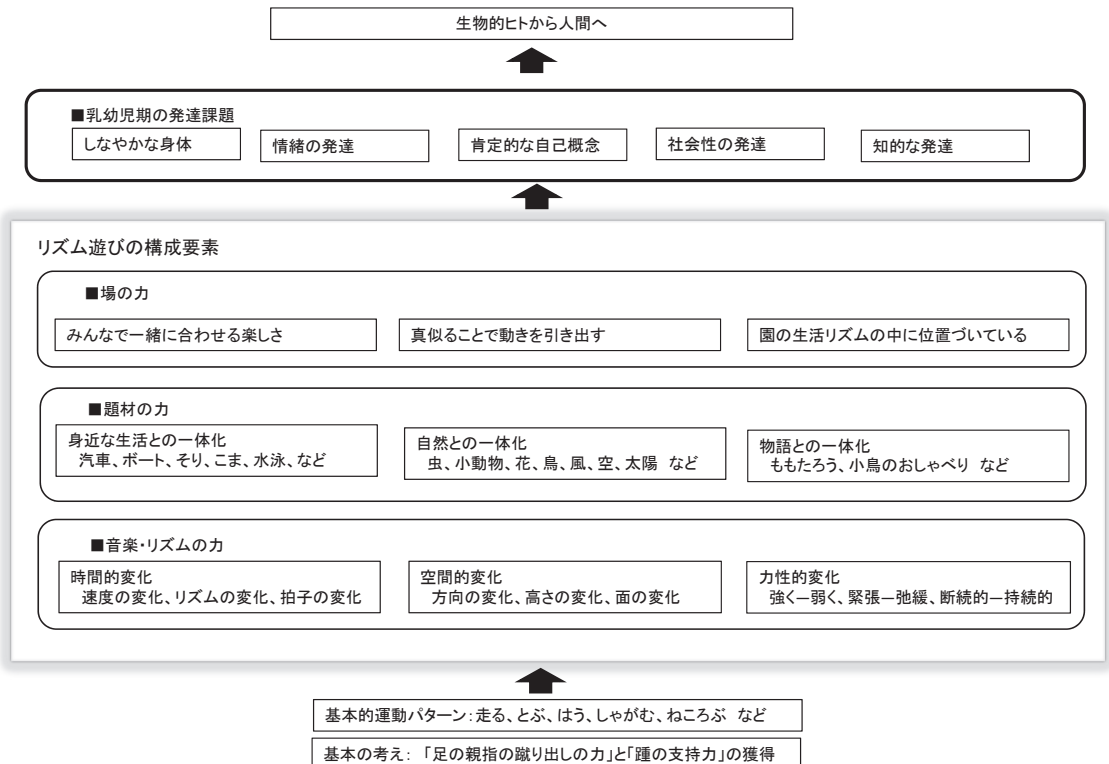 生物的ヒトから人間へ
■乳幼児期の発達課題
しなやかな身体
情緒の発達
肯定的な自己概念
社会性の発達
知的な発達
リズム遊びの構成要素
■場の力
みんなで一緒に合わせる楽しさ
真似ることで動きを引き出す
園の生活リズムの中に位置づいている
■題材の力
身近な生活との一体化
汽車、ボート、そり、こま、水泳、など
自然との一体化
虫、小動物、花、鳥、風、空、太陽 など
物語との一体化
ももたろう、小鳥のおしゃべり など
■音楽・リズムの力
時間的変化
速度の変化、リズムの変化、拍子の変化
空間的変化
方向の変化、高さの変化、面の変化
力性的変化
強く―弱く、緊張―弛緩、断続的―持続的
基本的運動パターン：走る、とぶ、はう、しゃがむ、ねころぶ など
基本の考え： 「足の親指の蹴り出しの力」と「踵の支持力」の獲得